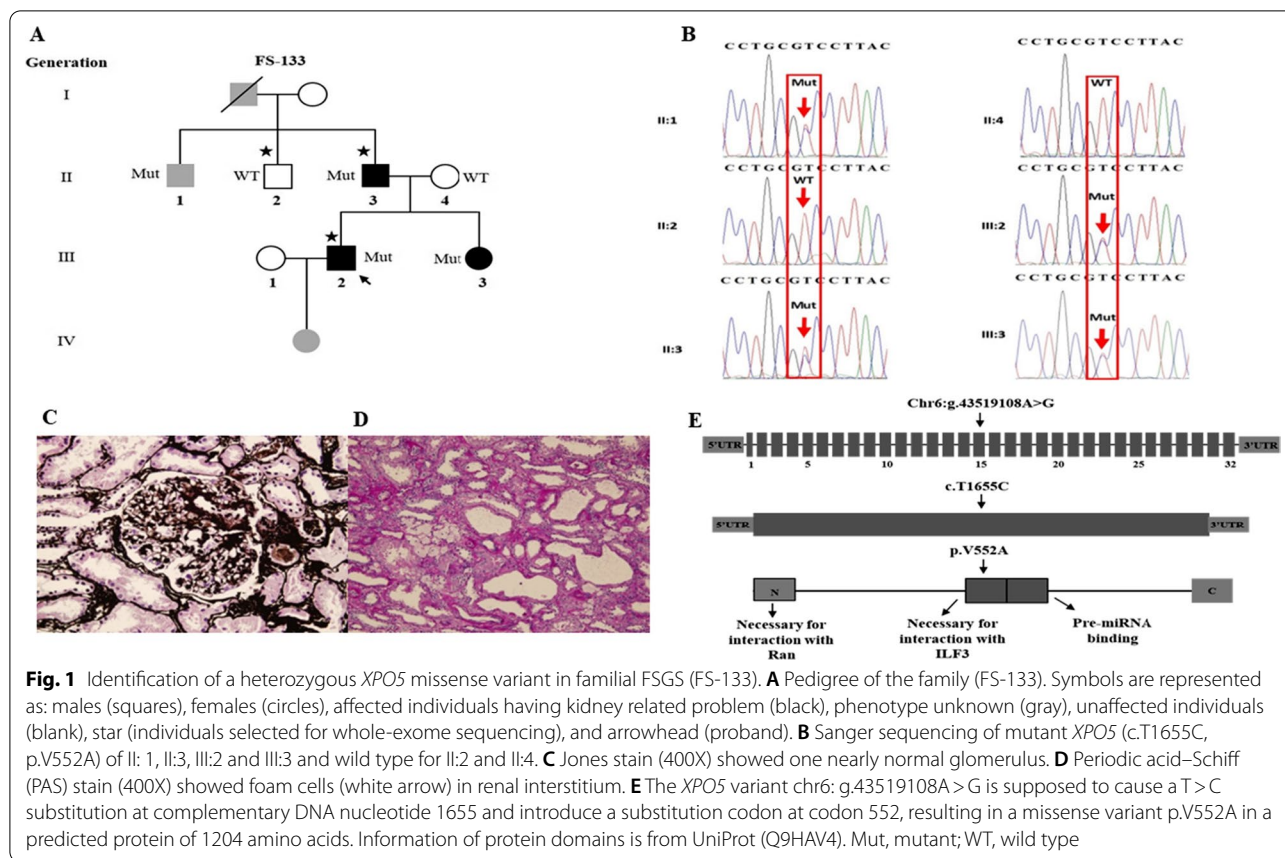 A
Generation
FS-133
I
II
Mut
WT
Mut
WT
1
2
3
4
III
Mut
Mut
1
2
3
IV
B
C C T G C G T C C T T A C
Mut
II:1
C C T G C G T C C T T A C
WT
II:2
C C T G C G T C C T T A C
Mut
II:3
C C T G C G T C C T T A C
WT
II:4
C C T G C G T C C T T A C
Mut
III:2
C C T G C G T C C T T A C
Mut
III:3
C
D
E
Chr6:g.43519108A>G
5'UTR
3'UTR
1 5 10 15 20 25 32
c.T1655C
5'UTR
3'UTR
p.V552A
N
C
Necessary for
interaction with
Ran
Necessary for
interaction with
ILF3
Pre-miRNA
binding
Fig. 1 Identification of a heterozygous XPO5 missense variant in familial FSGS (FS-133). A Pedigree of the family (FS-133). Symbols are represented
as: males (squares), females (circles), affected individuals having kidney related problem (black), phenotype unknown (gray), unaffected individuals
(blank), star (individuals selected for whole-exome sequencing), and arrowhead (proband). B Sanger sequencing of mutant XPO5 (c.T1655C,
p.V552A) of II: 1, II:3, III:2 and III:3 and wild type for II:2 and II:4. C Jones stain (400X) showed one nearly normal glomerulus. D Periodic acid–Schiff
(PAS) stain (400X) showed foam cells (white arrow) in renal interstitium. E The XPO5 variant chr6: g.43519108A > G is supposed to cause a T > C
substitution at complementary DNA nucleotide 1655 and introduce a substitution codon at codon 552, resulting in a missense variant p.V552A in a
predicted protein of 1204 amino acids. Information of protein domains is from UniProt (Q9HAV4). Mut, mutant; WT, wild type